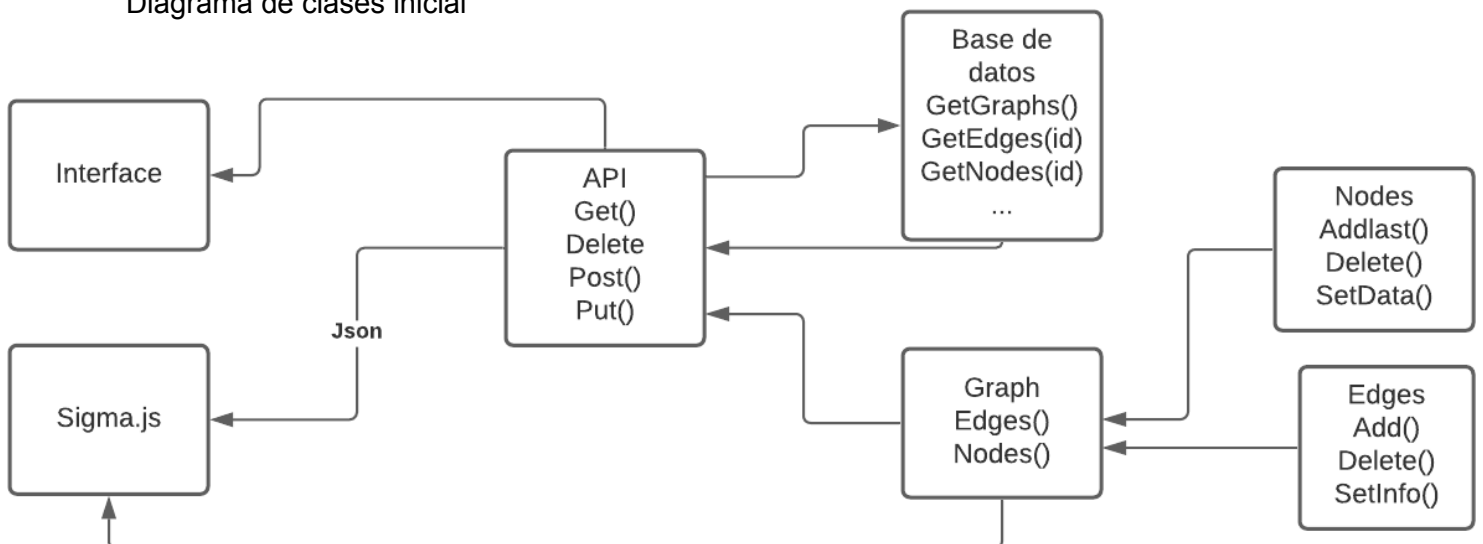 Diagrama de clases inicial
Base de
datos
GetGraphs()
GetEdges(id)
GetNodes(id)
...
Interface
API
Get()
Delete
Post()
Put()
Nodes
Addlast()
Delete()
SetData()
Json
Sigma.js
Graph
Edges()
Nodes()
Edges
Add()
Delete()
SetInfo()